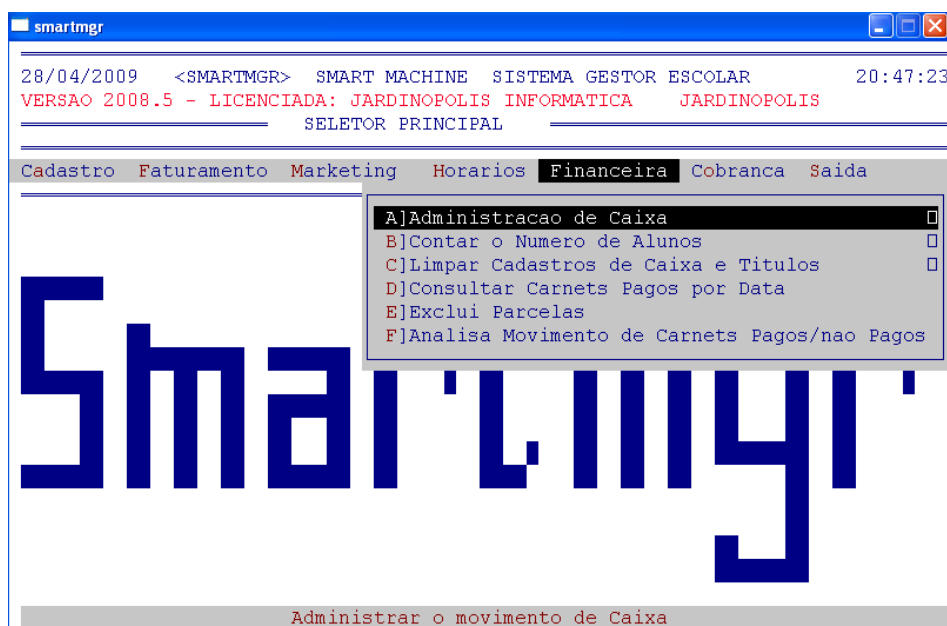 smartmgr
28/04/2009 <SMARTMGR> SMART MACHINE SISTEMA GESTOR ESCOLAR 20:47:23
VERSAO 2008.5 - LICENCIADA: JARDINOPOLIS INFORMATICA JARDINOPOLIS
SELETOR PRINCIPAL
Cadastro Faturamento Marketing Horarios Financeira Cobranca Saida
A]Administracao de Caixa
B]Contar o Numero de Alunos
C]Limpar Cadastros de Caixa e Titulos
D]Consultar Carnets Pagos por Data
E]Exclui Parcelas
F]Analisa Movimento de Carnets Pagos/nao Pagos
Smartmgr
Administrar o movimento de Caixa